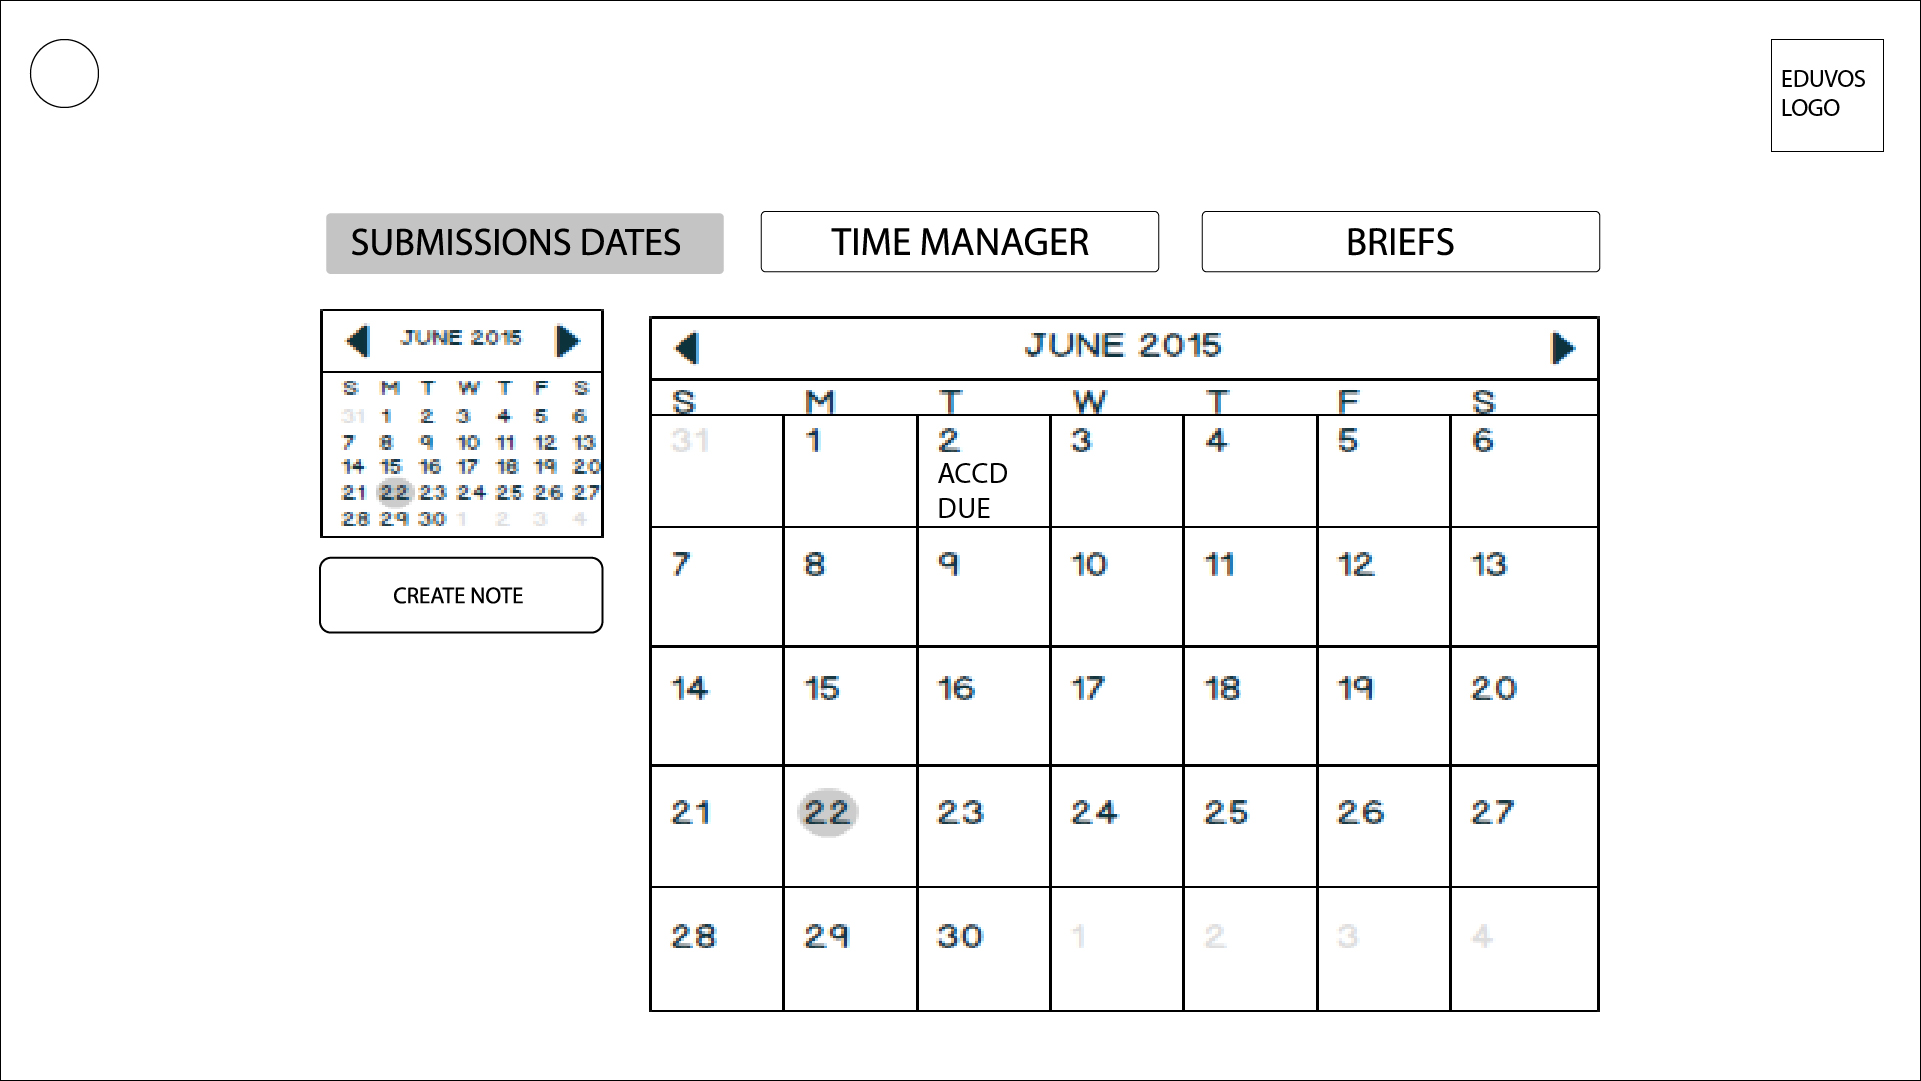 EDUVOS
LOGO
SUBMISSIONS DATES
TIME MANAGER
BRIEFS
JUNE 2015
S M T W T F S
31 1 2 3 4 5 6
7 8 9 10 11 12 13
14 15 16 17 18 19 20
21 22 23 24 25 26 27
28 29 30 1 2 3 4
CREATE NOTE
JUNE 2015
S M T W T F S
31 1 2 3 4 5 6
ACCD
DUE
7 8 9 10 11 12 13
14 15 16 17 18 19 20
21 22 23 24 25 26 27
28 29 30 1 2 3 4